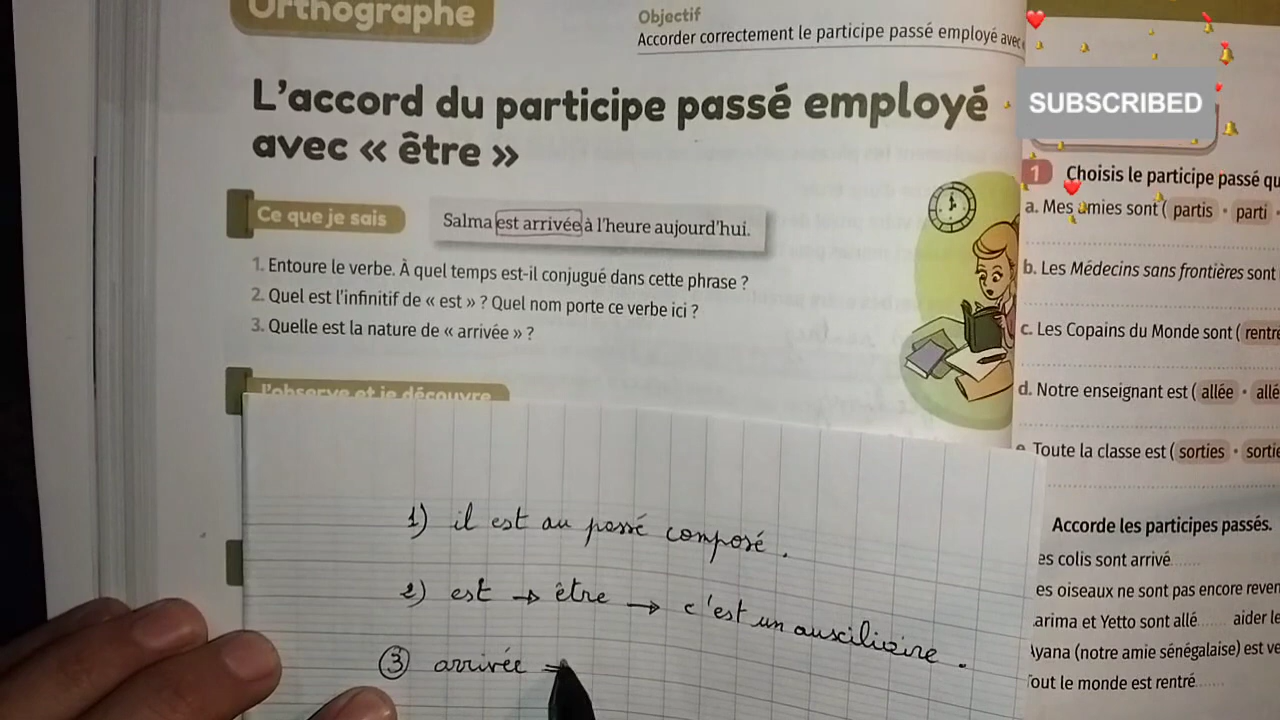 Orthographe
Objectif
Accorder correctement le participe passé employé avec
L'accord du participe passé employé
avec « être »
Ce que je sais
Salma est arrivée à l'heure aujourd'hui.
1. Entoure le verbe. À quel temps est-il conjugué dans cette phrase ?
2. Quel est l'infinitif de « est » ? Quel nom porte ce verbe ici ?
3. Quelle est la nature de « arrivée » ?
J'observe et je découvre
1) il est au passé composé.
2) est → être → c'est un auxciliaire.
3 arrivée
SUBSCRIBED
1 Choisis le participe passé qu
a. Mes amies sont ( partis • parti
b. Les Médecins sans frontières sont
c. Les Copains du Monde sont ( rentré
d. Notre enseignant est ( allée • allé
e. Toute la classe est ( sorties • sortie
Accorde les participes passés.
es colis sont arrivé......
es oiseaux ne sont pas encore reven
arima et Yetto sont allé...... aider le
Ayana (notre amie sénégalaise) est ve
Tout le monde est rentré......